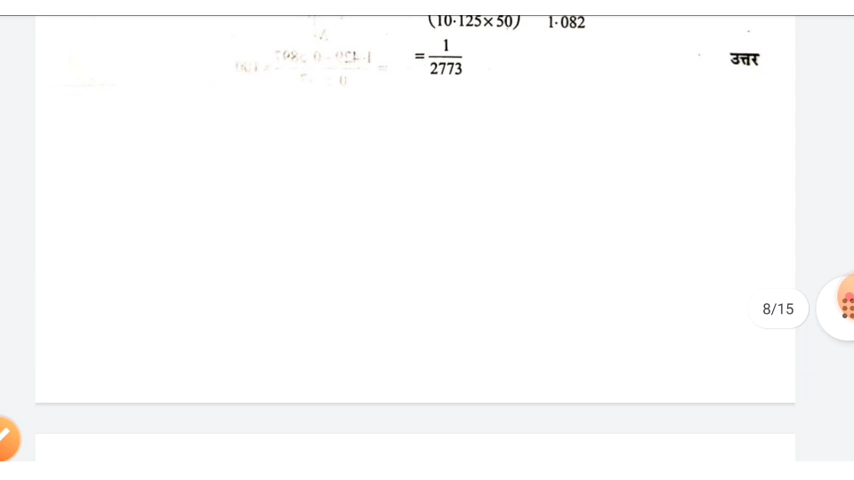 (10·125×50) 1·082
= 1/2773 उत्तर
8/15